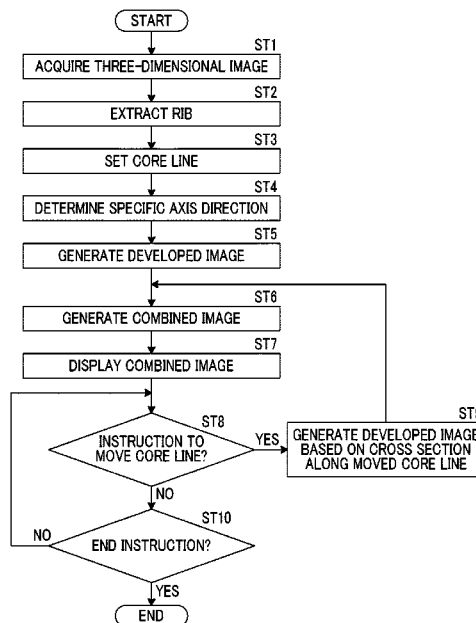 START
ST1
ACQUIRE THREE-DIMENSIONAL IMAGE
ST2
EXTRACT RIB
ST3
SET CORE LINE
ST4
DETERMINE SPECIFIC AXIS DIRECTION
ST5
GENERATE DEVELOPED IMAGE
ST6
GENERATE COMBINED IMAGE
ST7
DISPLAY COMBINED IMAGE
ST8
INSTRUCTION TO
MOVE CORE LINE?
YES
GENERATE DEVELOPED IMAGE
BASED ON CROSS SECTION
ALONG MOVED CORE LINE
NO
ST10
NO
END INSTRUCTION?
YES
END